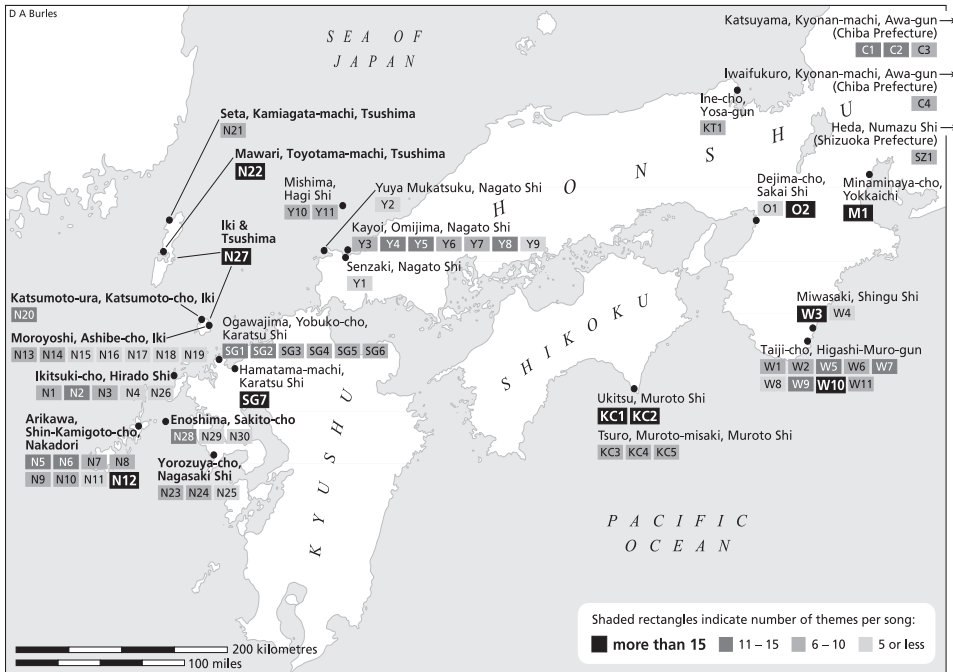 D A Burles
SEA OF
JAPAN
Katsuyama, Kyonan-machi, Awa-gun
(Chiba Prefecture)
C1 C2 C3
Iwaifukuro, Kyonan-machi, Awa-gun
(Chiba Prefecture)
C4
Heda, Numazu Shi
(Shizuoka Prefecture)
SZ1
Ine-cho,
Yosa-gun
KT1
HONSHU
Seta, Kamiagata-machi, Tsushima
N21
Mawari, Toyotama-machi, Tsushima
N22
Mishima,
Hagi Shi
Y10 Y11
Yuya Mukatsuku, Nagato Shi
Y2
Dejima-cho,
Sakai Shi
O1 O2
Minaminaya-cho,
Yokkaichi
M1
Iki &
Tsushima
N27
Kayoi, Omijima, Nagato Shi
Y3 Y4 Y5 Y6 Y7 Y8 Y9
Senzaki, Nagato Shi
Y1
Katsumoto-ura, Katsumoto-cho, Iki
N20
Moroyoshi, Ashibe-cho, Iki
N13 N14 N15 N16 N17 N18 N19
Ogawajima, Yobuko-cho,
Karatsu Shi
SG1 SG2 SG3 SG4 SG5 SG6
Hamatama-machi,
Karatsu Shi
SG7
Ikitsuki-cho, Hirado Shi
N1 N2 N3 N4 N26
Miwasaki, Shingu Shi
W3 W4
Taiji-cho, Higashi-Muro-gun
W1 W2 W5 W6 W7
W8 W9 W10 W11
SHIKOKU
Ukitsu, Muroto Shi
KC1 KC2
Tsuro, Muroto-misaki, Muroto Shi
KC3 KC4 KC5
Arikawa,
Shin-Kamigoto-cho,
Nakadori
N5 N6 N7 N8
N9 N10 N11 N12
Enoshima, Sakito-cho
N28 N29 N30
Yorozuya-cho,
Nagasaki Shi
N23 N24 N25
KYUSHU
PACIFIC
OCEAN
Shaded rectangles indicate number of themes per song:
more than 15 11 – 15 6 – 10 5 or less
200 kilometres
100 miles